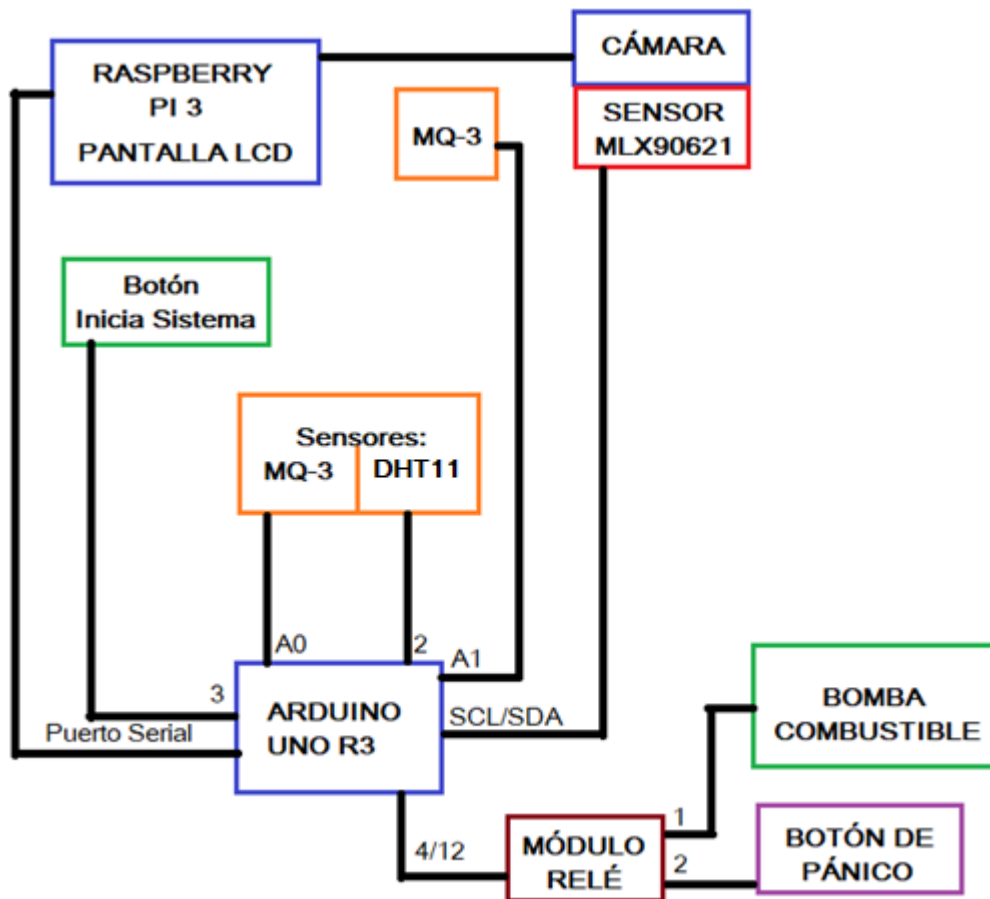 RASPBERRY
PI 3
PANTALLA LCD
CÁMARA
SENSOR
MLX90621
MQ-3
Botón
Inicia Sistema
Sensores:
MQ-3
DHT11
A0
2
A1
3
Puerto Serial
ARDUINO
UNO R3
SCL/SDA
4/12
MÓDULO
RELÉ
1
2
BOMBA
COMBUSTIBLE
BOTÓN DE
PÁNICO